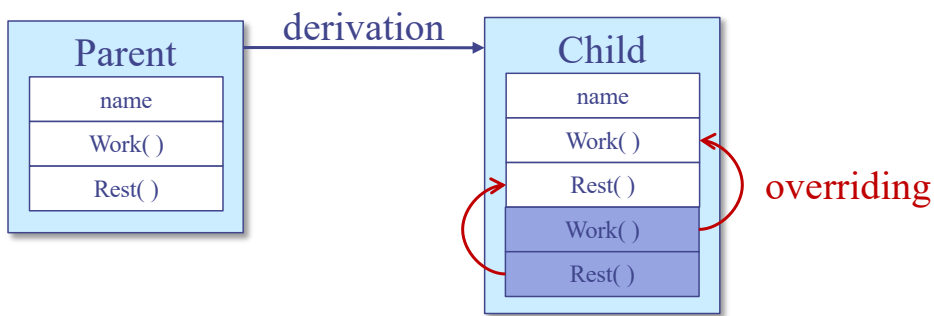 derivation
Parent
name
Work( )
Rest( )
Child
name
Work( )
Rest( )
Work( )
Rest( )
overriding